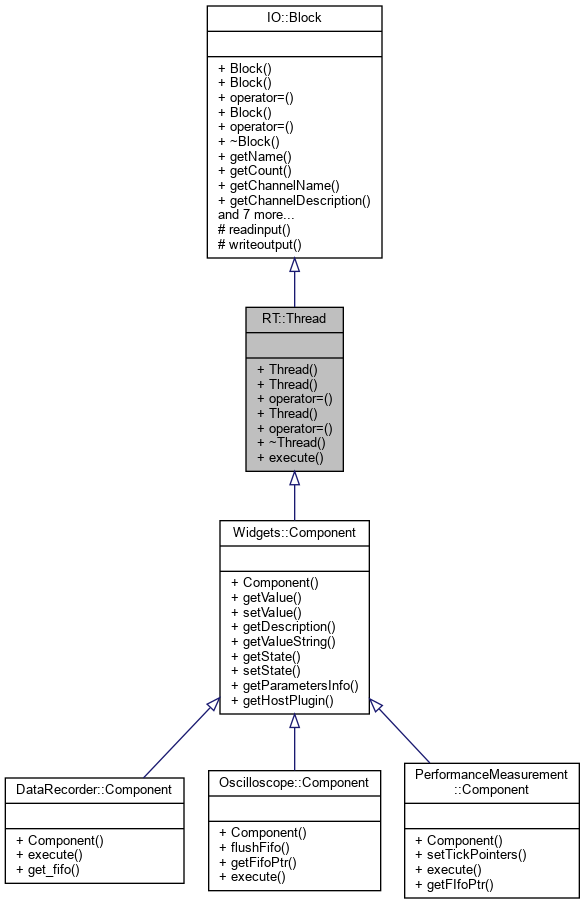 IO::Block
+ Block()
+ Block()
+ operator=()
+ Block()
+ operator=()
+ ~Block()
+ getName()
+ getCount()
+ getChannelName()
+ getChannelDescription()
and 7 more...
# readinput()
# writeoutput()
RT::Thread
+ Thread()
+ Thread()
+ operator=()
+ Thread()
+ operator=()
+ ~Thread()
+ execute()
Widgets::Component
+ Component()
+ getValue()
+ setValue()
+ getDescription()
+ getValueString()
+ getState()
+ setState()
+ getParametersInfo()
+ getHostPlugin()
DataRecorder::Component
+ Component()
+ execute()
+ get_fifo()
Oscilloscope::Component
+ Component()
+ flushFifo()
+ getFifoPtr()
+ execute()
PerformanceMeasurement
::Component
+ Component()
+ setTickPointers()
+ execute()
+ getFIfoPtr()